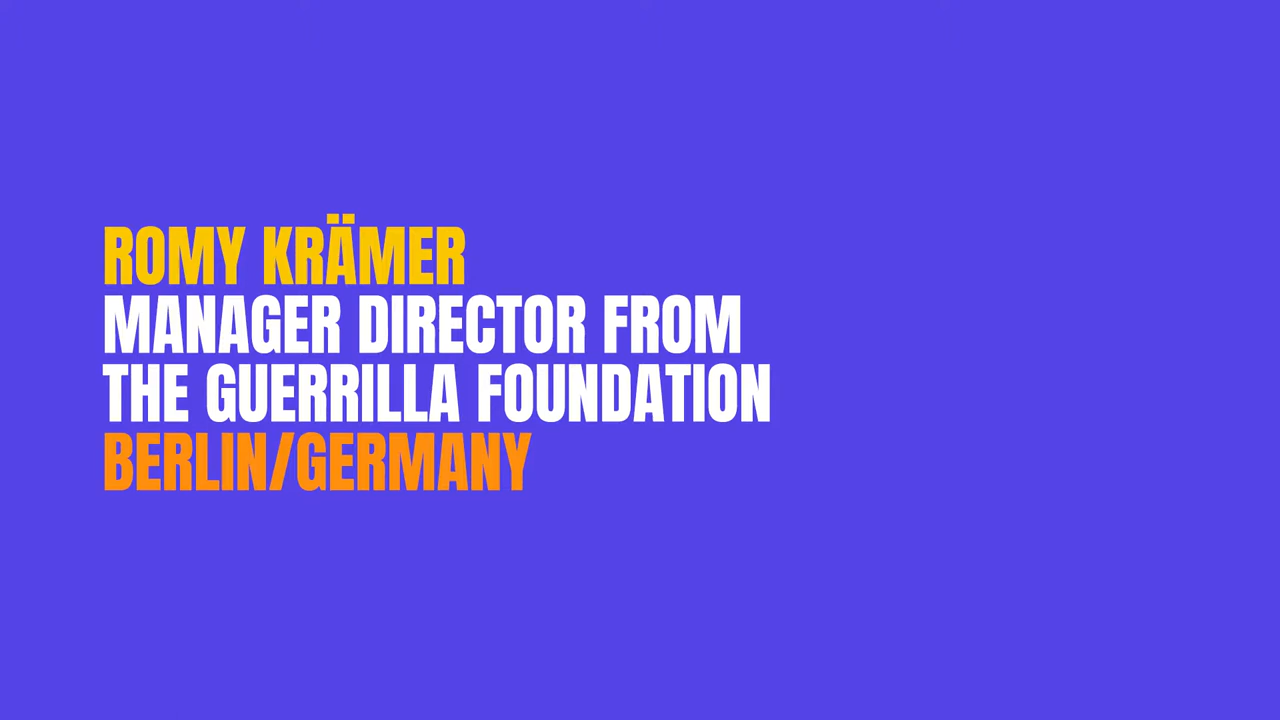 ROMY KRÄMER
MANAGER DIRECTOR FROM
THE GUERRILLA FOUNDATION
BERLIN/GERMANY